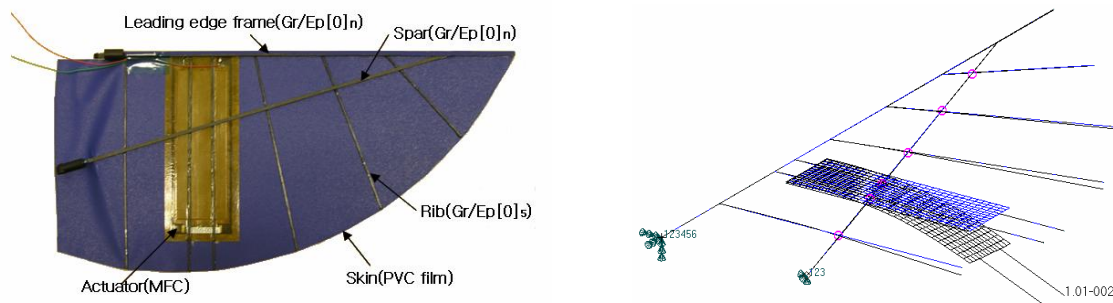 Leading edge frame(Gr/Ep[0]n)
Spar(Gr/Ep[0]n)
Rib(Gr/Ep[0]s)
Skin(PVC film)
Actuator(MFC)
123456
123
1.01-002